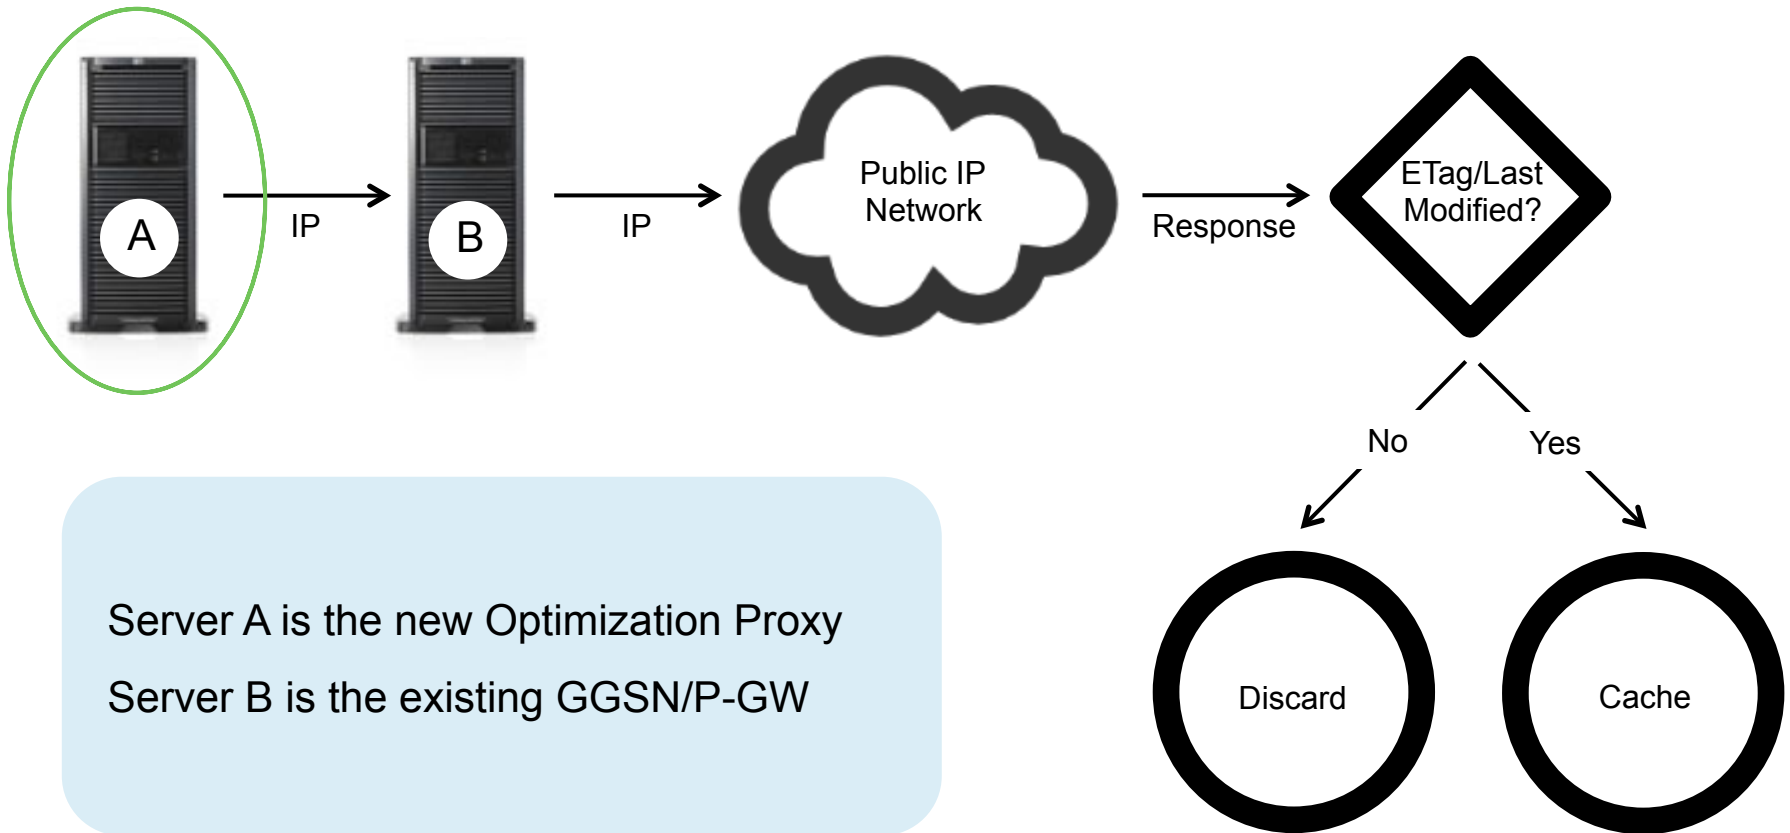 A
IP
B
IP
Public IP
Network
Response
ETag/Last
Modified?
No
Yes
Server A is the new Optimization Proxy
Server B is the existing GGSN/P-GW
Discard
Cache